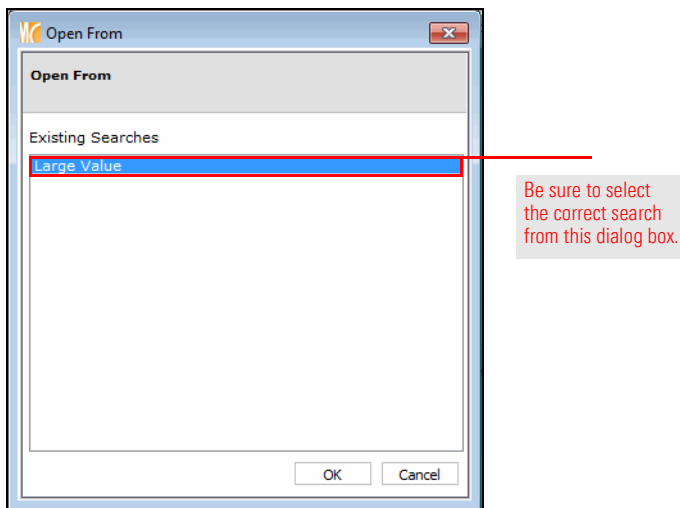 Open From
Open From
Existing Searches
Large Value
Be sure to select
the correct search
from this dialog box.
OK Cancel